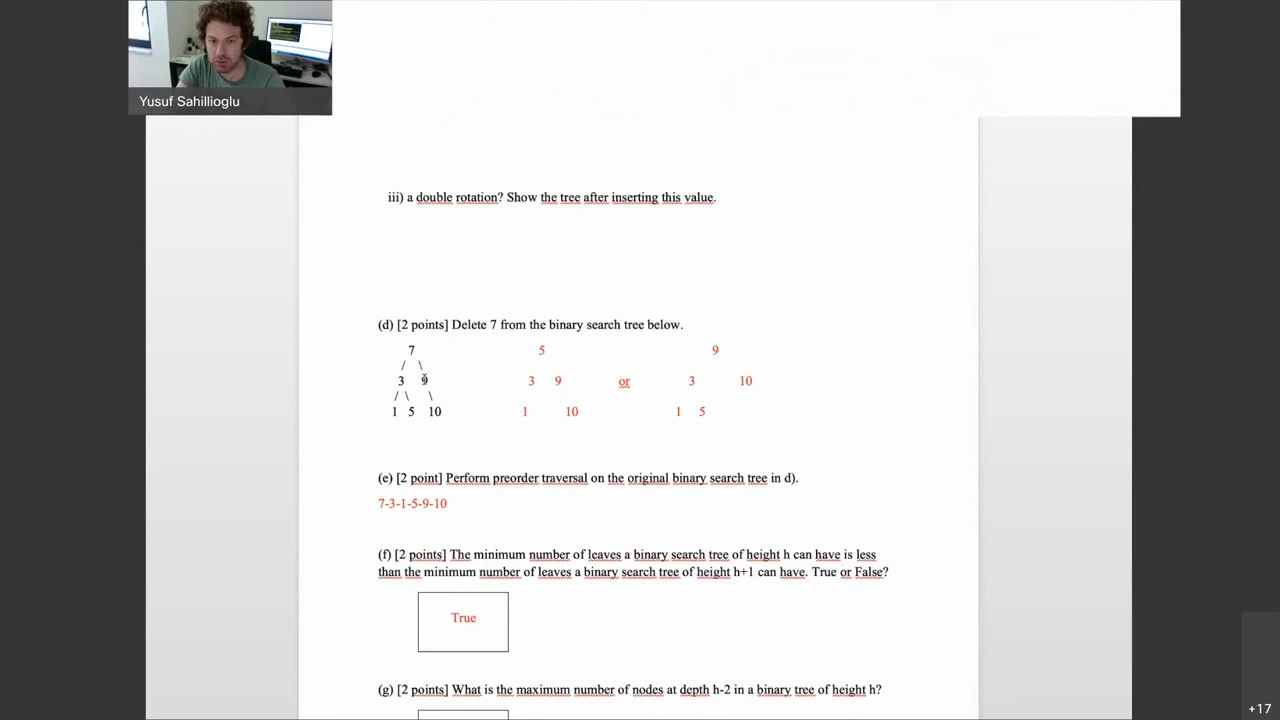 Yusuf Sahillioglu
iii) a double rotation? Show the tree after inserting this value.
(d) [2 points] Delete 7 from the binary search tree below.
7 5 9
/ \
3 9 3 9 or 3 10
/ \ \
1 5 10 1 10 1 5
(e) [2 point] Perform preorder traversal on the original binary search tree in d).
7-3-1-5-9-10
(f) [2 points] The minimum number of leaves a binary search tree of height h can have is less
than the minimum number of leaves a binary search tree of height h+1 can have. True or False?
True
(g) [2 points] What is the maximum number of nodes at depth h-2 in a binary tree of height h?
+17